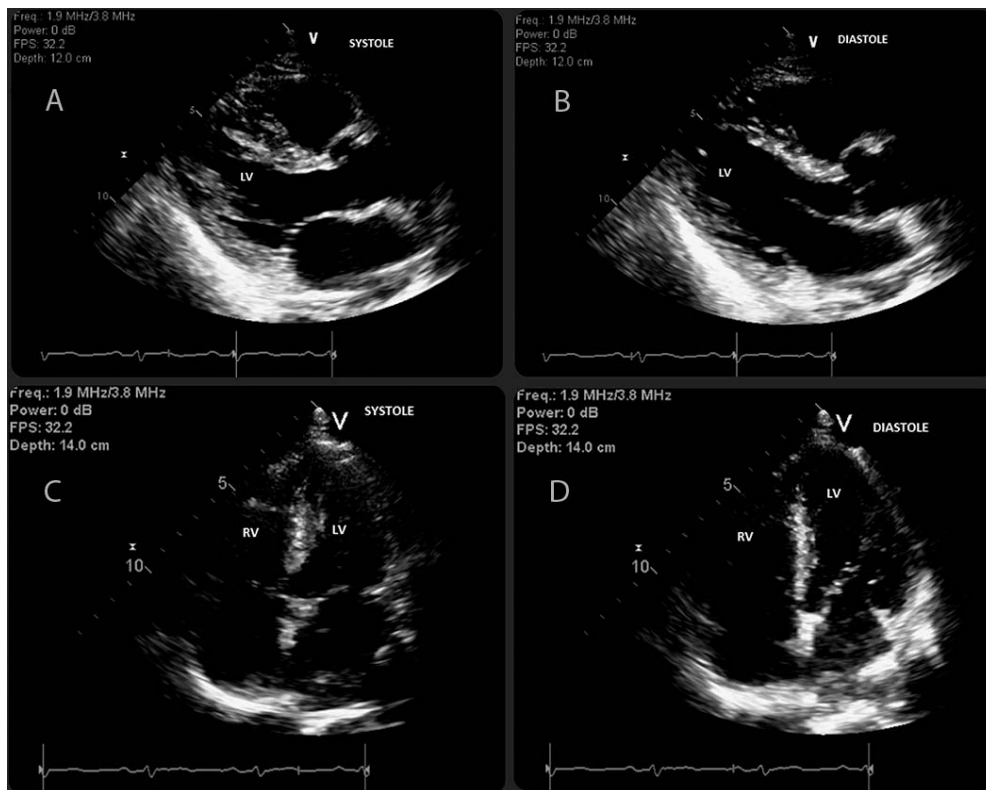 Freq.: 1.9 MHz/3.8 MHz
Power: 0 dB
FPS: 32.2
Depth: 12.0 cm
V
SYSTOLE
A
5
LV
10
Freq.: 1.9 MHz/3.8 MHz
Power: 0 dB
FPS: 32.2
Depth: 12.0 cm
V
DIASTOLE
B
5
LV
10
Freq.: 1.9 MHz/3.8 MHz
Power: 0 dB
FPS: 32.2
Depth: 14.0 cm
V
SYSTOLE
C
5
RV
LV
10
Freq.: 1.9 MHz/3.8 MHz
Power: 0 dB
FPS: 32.2
Depth: 14.0 cm
V
DIASTOLE
D
5
LV
RV
10